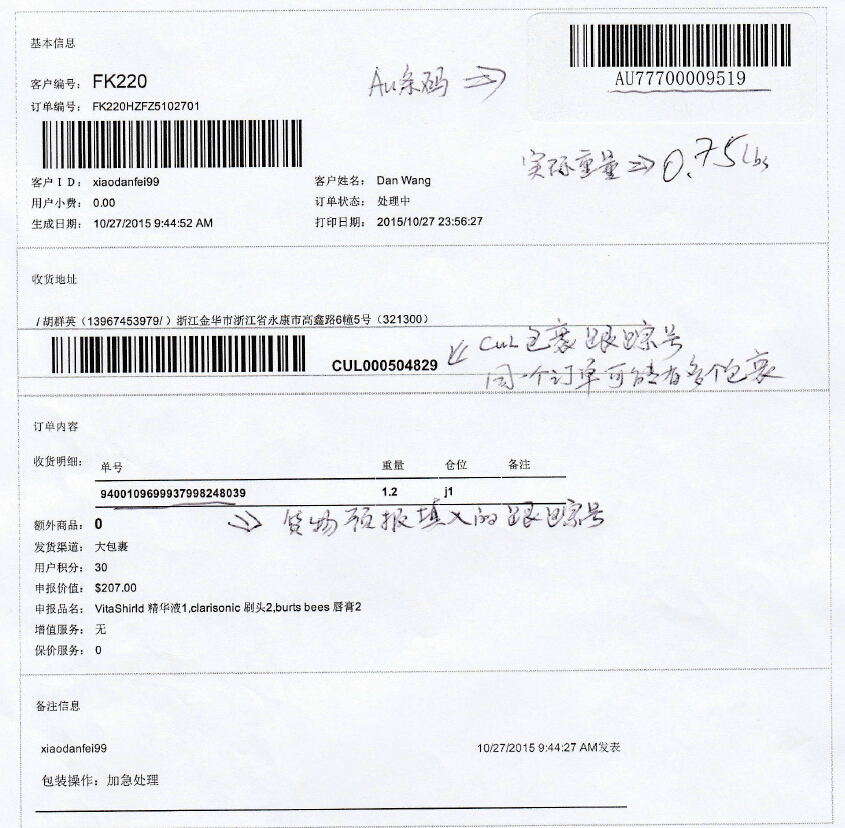 基本信息
客户编号： FK220
Au条码 ⇒
AU77700009519
订单编号： FK220HZFZ5102701
实际重量 ⇒ 0.75Lbs
客户 I D： xiaodanfei99 客户姓名： Dan Wang
用户小费： 0.00 订单状态： 处理中
生成日期： 10/27/2015 9:44:52 AM 打印日期： 2015/10/27 23:56:27
收货地址
/ 胡群英（13967453979/ ）浙江金华市浙江省永康市高鑫路6幢5号（321300）
CUL000504829
CUL包裹跟踪号
同一个订单可能有多个包裹
订单内容
收货明细： 单号 重量 仓位 备注
9400109699937998248039 1.2 j1
货物预报填入的跟踪号
额外商品： 0
发货渠道： 大包裹
用户积分： 30
申报价值： $207.00
申报品名： VitaShirld 精华液1,clarisonic 刷头2,burts bees 唇膏2
增值服务： 无
保价服务： 0
备注信息
xiaodanfei99 10/27/2015 9:44:27 AM发表
包装操作：加急处理